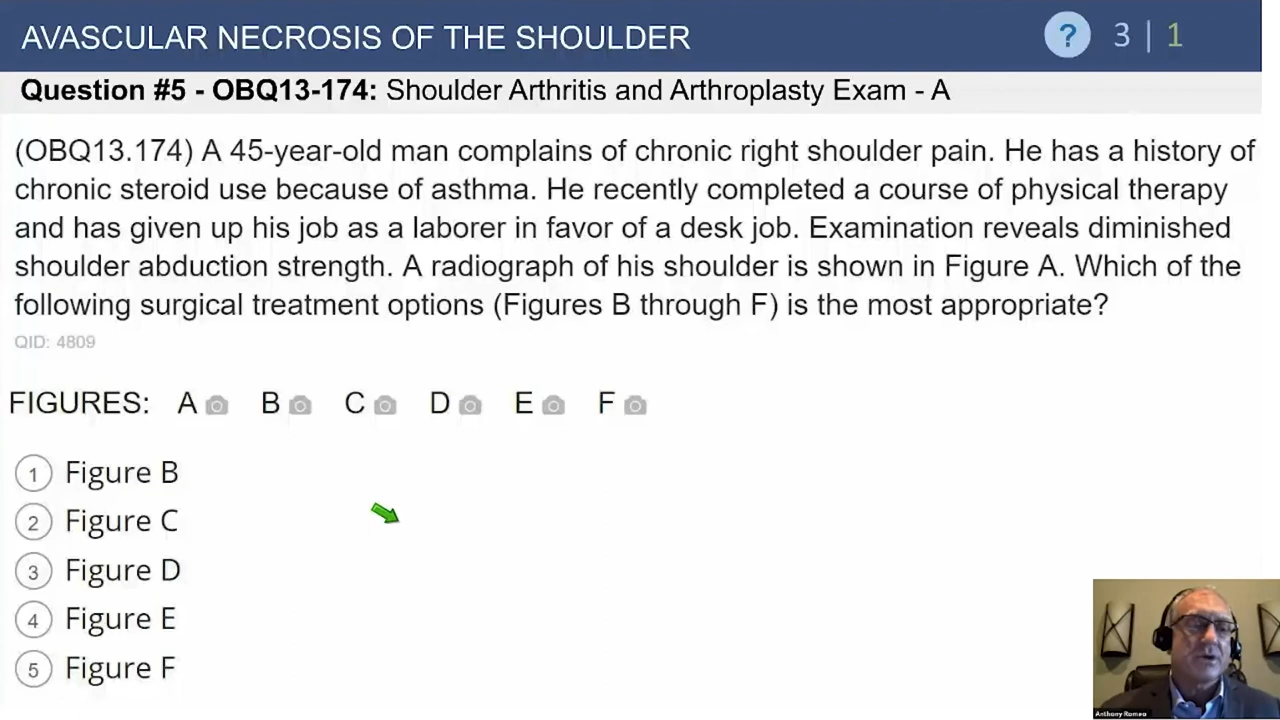 AVASCULAR NECROSIS OF THE SHOULDER
? 3 | 1
Question #5 - OBQ13-174: Shoulder Arthritis and Arthroplasty Exam - A
(OBQ13.174) A 45-year-old man complains of chronic right shoulder pain. He has a history of
chronic steroid use because of asthma. He recently completed a course of physical therapy
and has given up his job as a laborer in favor of a desk job. Examination reveals diminished
shoulder abduction strength. A radiograph of his shoulder is shown in Figure A. Which of the
following surgical treatment options (Figures B through F) is the most appropriate?
QID: 4809
FIGURES: A B C D E F
1 Figure B
2 Figure C
3 Figure D
4 Figure E
5 Figure F
Anthony Romeo